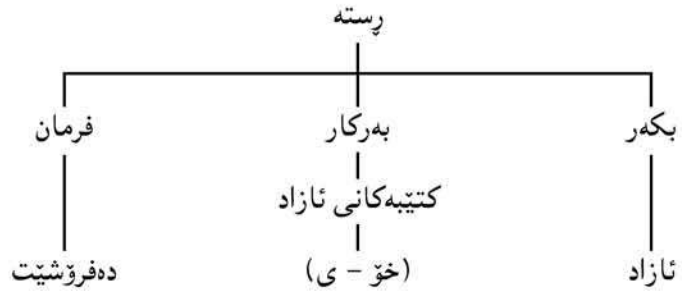 ڕستە
بکەر بەرکار فرمان
کتێبەکانی ئازاد
ئازاد (خۆ - ی) دەفرۆشێت